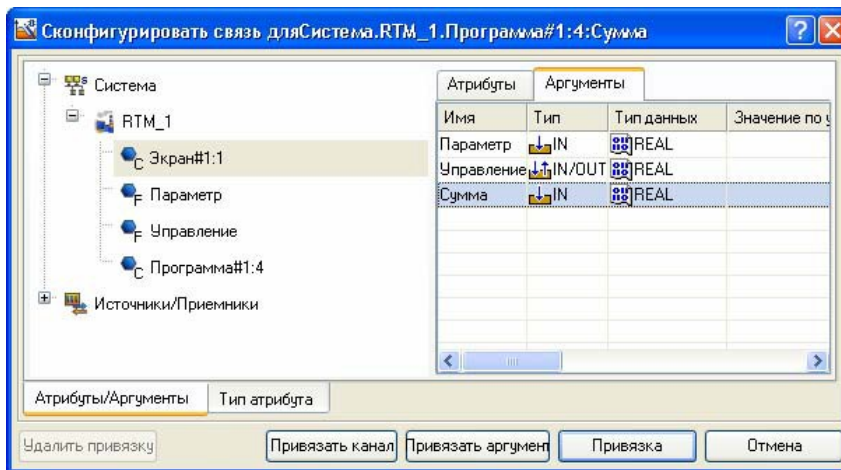 Сконфигурировать связь дляСистема.RTM_1.Программа#1:4:Сумма
Система
RTM_1
Экран#1:1
Параметр
Управление
Программа#1:4
Источники/Приемники
Атрибуты/Аргументы Тип атрибута
Атрибуты Аргументы
Имя Тип Тип данных Значение по у
Параметр IN REAL
Управление IN/OUT REAL
Сумма IN REAL
Удалить привязку Привязать канал Привязать аргумент Привязка Отмена